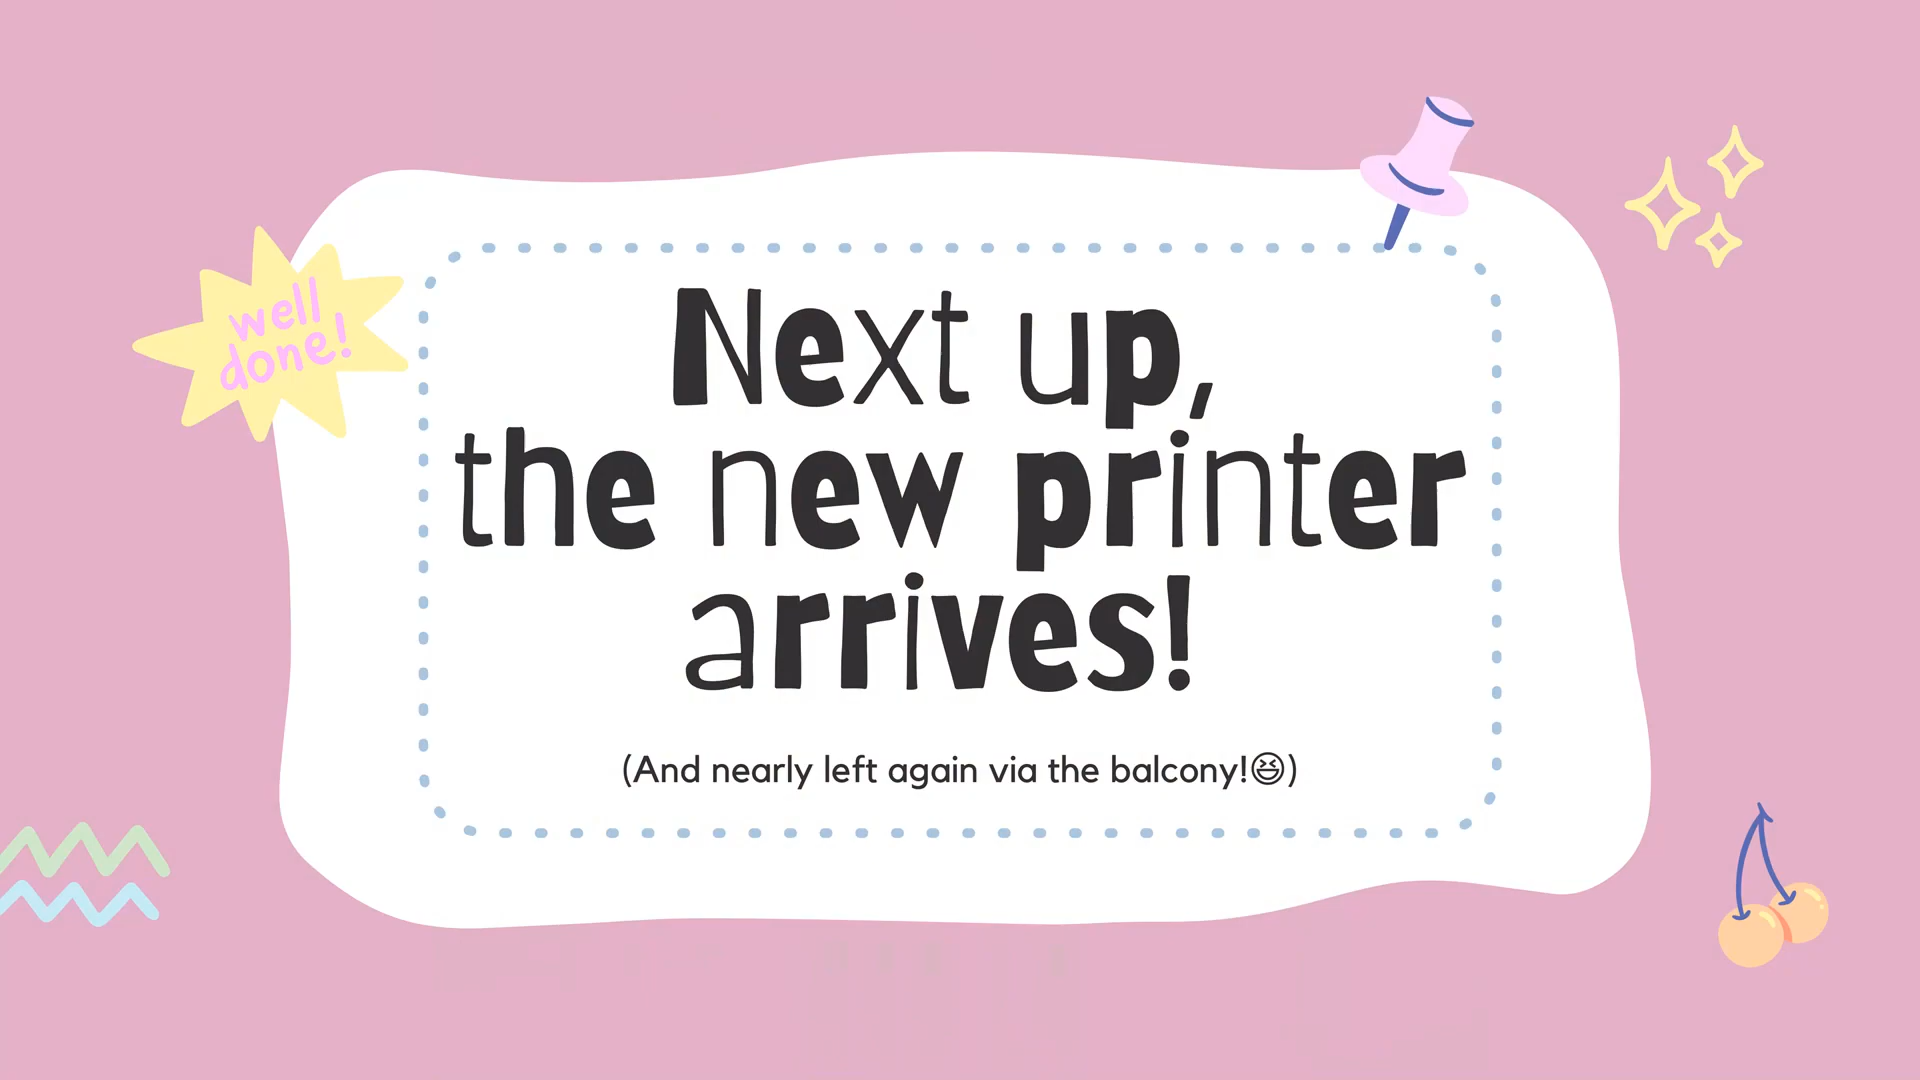 well
done!
Next up,
the new printer
arrives!
(And nearly left again via the balcony!😆)